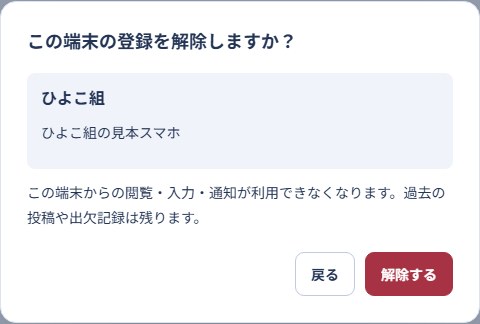 この端末の登録を解除しますか？
ひよこ組
ひよこ組の見本スマホ
この端末からの閲覧・入力・通知が利用できなくなります。過去の
投稿や出欠記録は残ります。
戻る
解除する